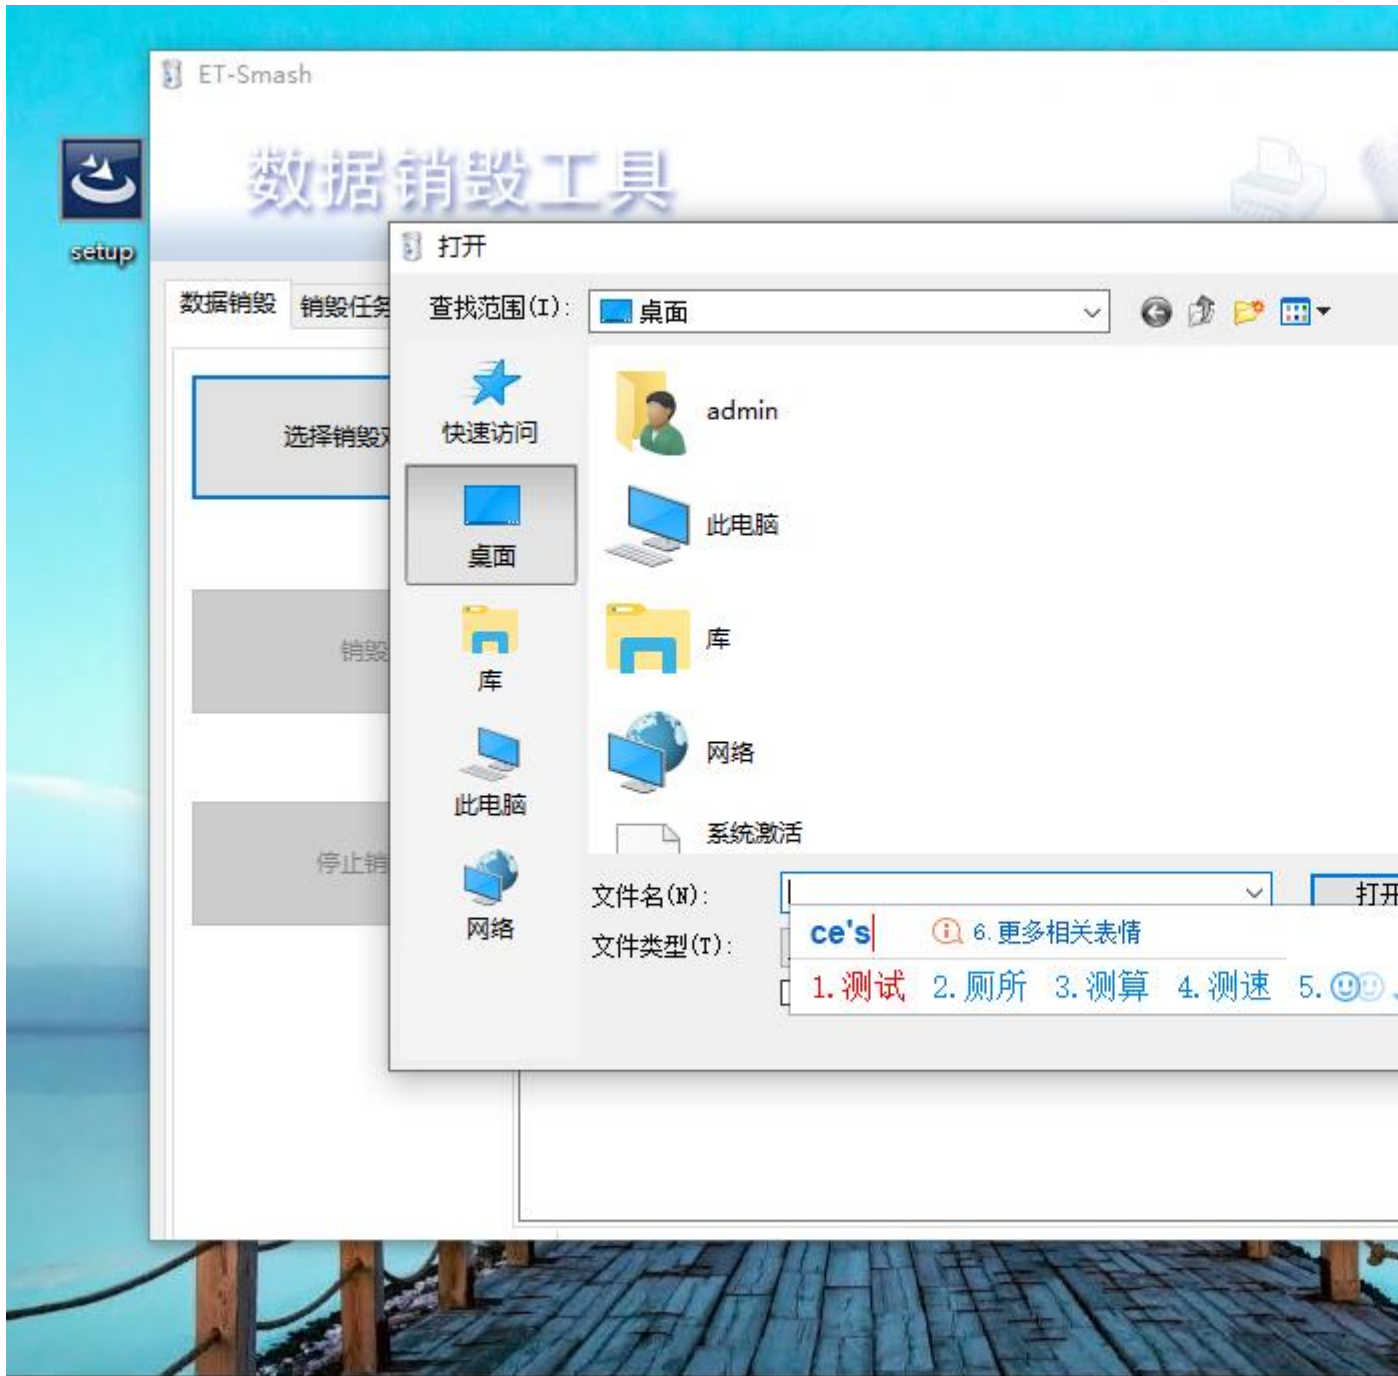 ET-Smash
数据销毁工具
setup
打开
数据销毁
销毁任务
查找范围(I):
桌面
快速访问
admin
选择销毁
桌面
此电脑
库
库
销毁
网络
此电脑
系统激活
停止销
网络
文件名(N):
打开
文件类型(T):
ce's
6.更多相关表情
1.测试 2.厕所 3.测算 4.测速 5.